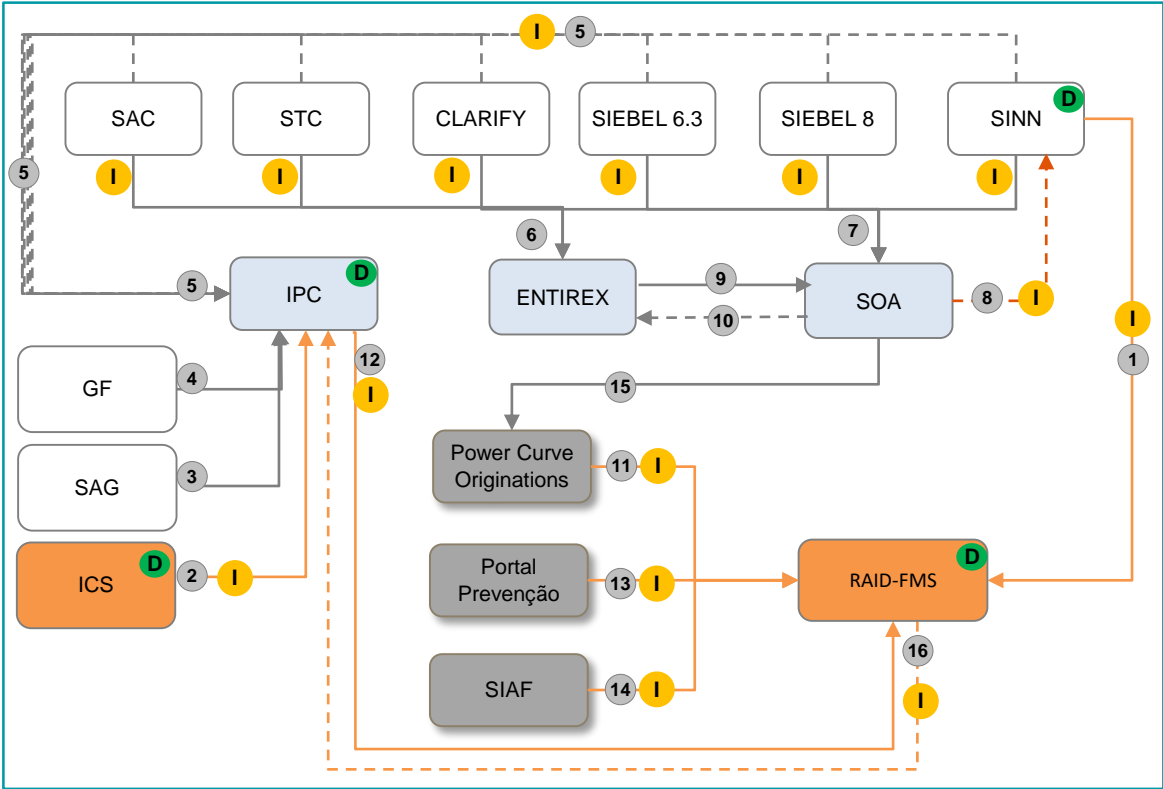 I 5
SAC
STC
CLARIFY
SIEBEL 6.3
SIEBEL 8
SINN
D
I
I
I
I
I
I
5
6
7
5
IPC
D
ENTIREX
9
10
SOA
8
I
I
1
12
I
GF
4
15
SAG
3
Power Curve
Originations
11
I
ICS
D
2
I
Portal
Prevenção
13
I
RAID-FMS
D
16
SIAF
14
I
I